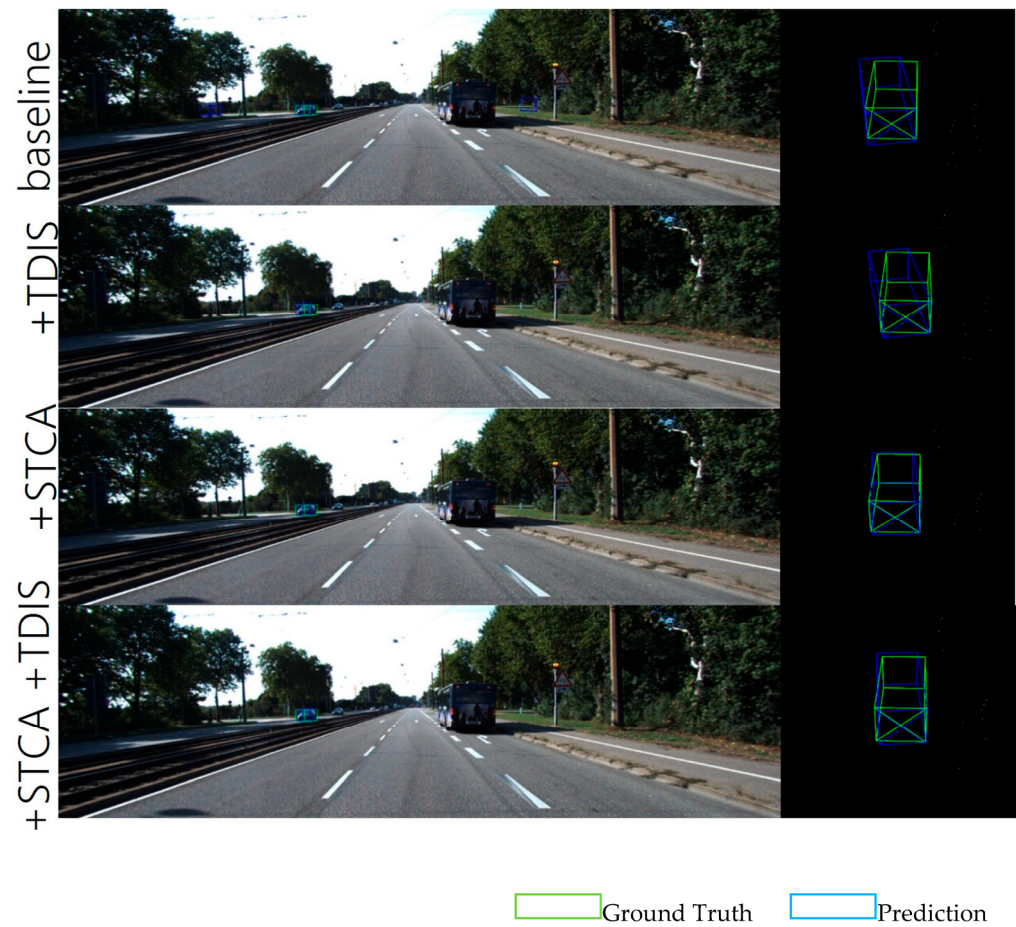 baseline
+TDIS
+STCA
+STCA +TDIS
Ground Truth
Prediction